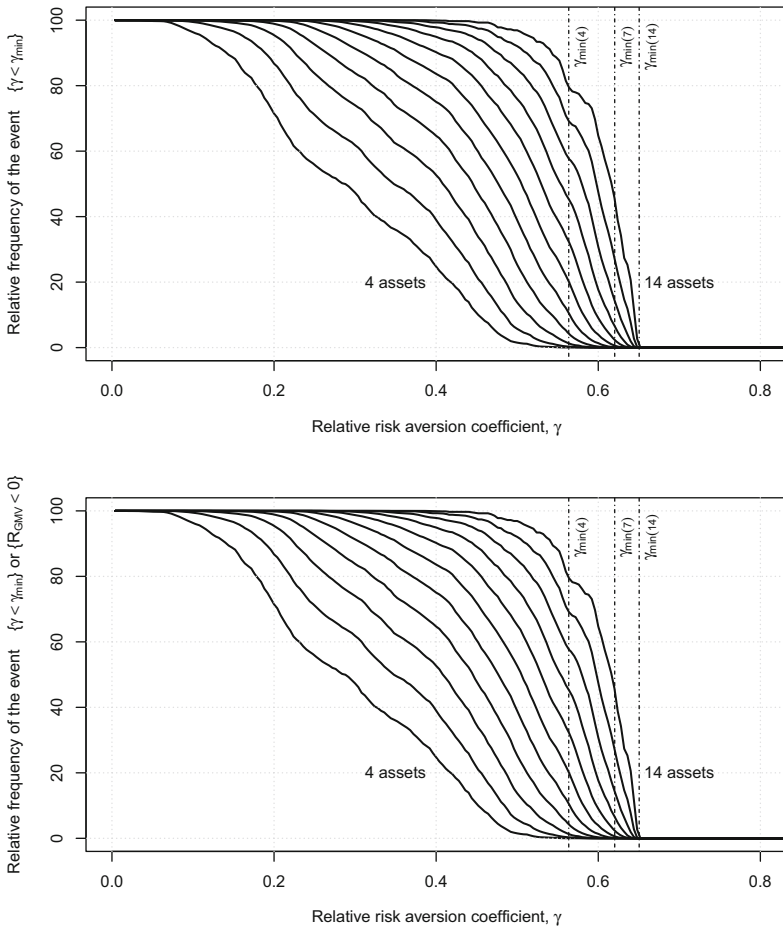 Relative frequency of the event {γ < γmin}
100
80
60
40
20
0
γmin(4)
γmin(7)
γmin(14)
4 assets
14 assets
0.0 0.2 0.4 0.6 0.8
Relative risk aversion coefficient, γ
Relative frequency of the event {γ < γmin} or {RGMV < 0}
100
80
60
40
20
0
γmin(4)
γmin(7)
γmin(14)
4 assets
14 assets
0.0 0.2 0.4 0.6 0.8
Relative risk aversion coefficient, γ